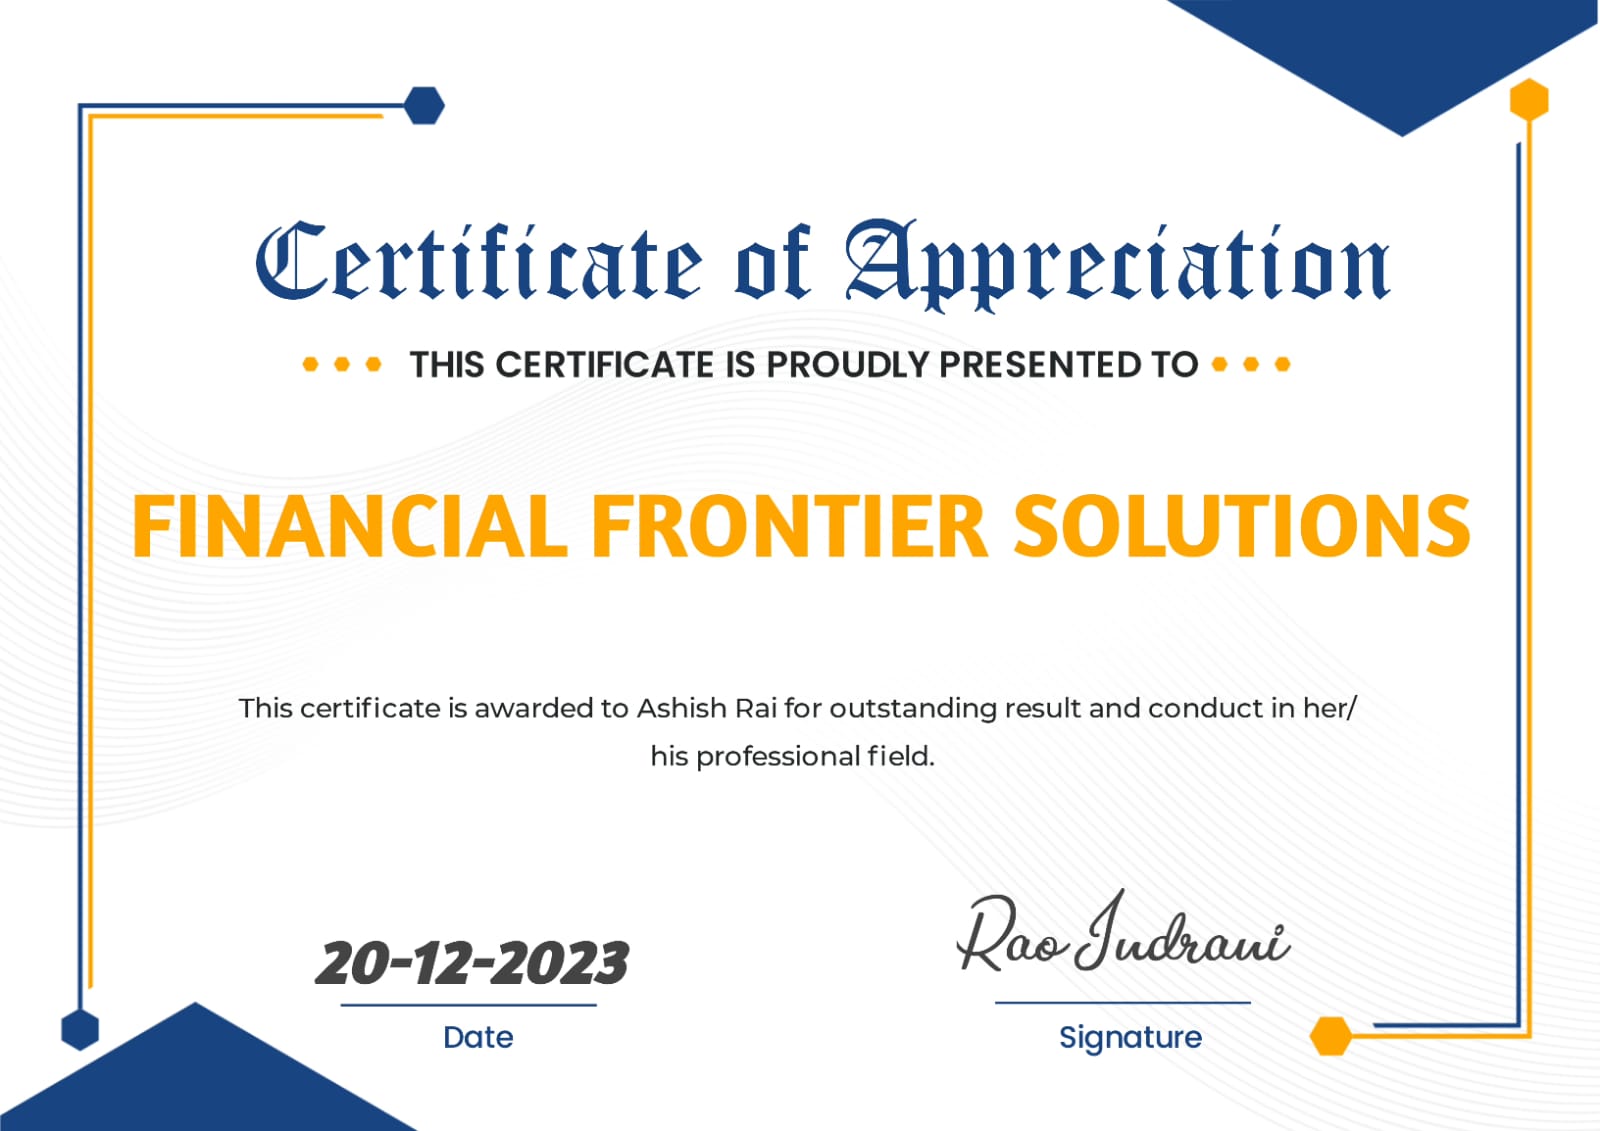 Certificate of Appreciation
THIS CERTIFICATE IS PROUDLY PRESENTED TO
FINANCIAL FRONTIER SOLUTIONS
This certificate is awarded to Ashish Rai for outstanding result and conduct in her/
his professional field.
20-12-2023
Rao Indrani
Date
Signature